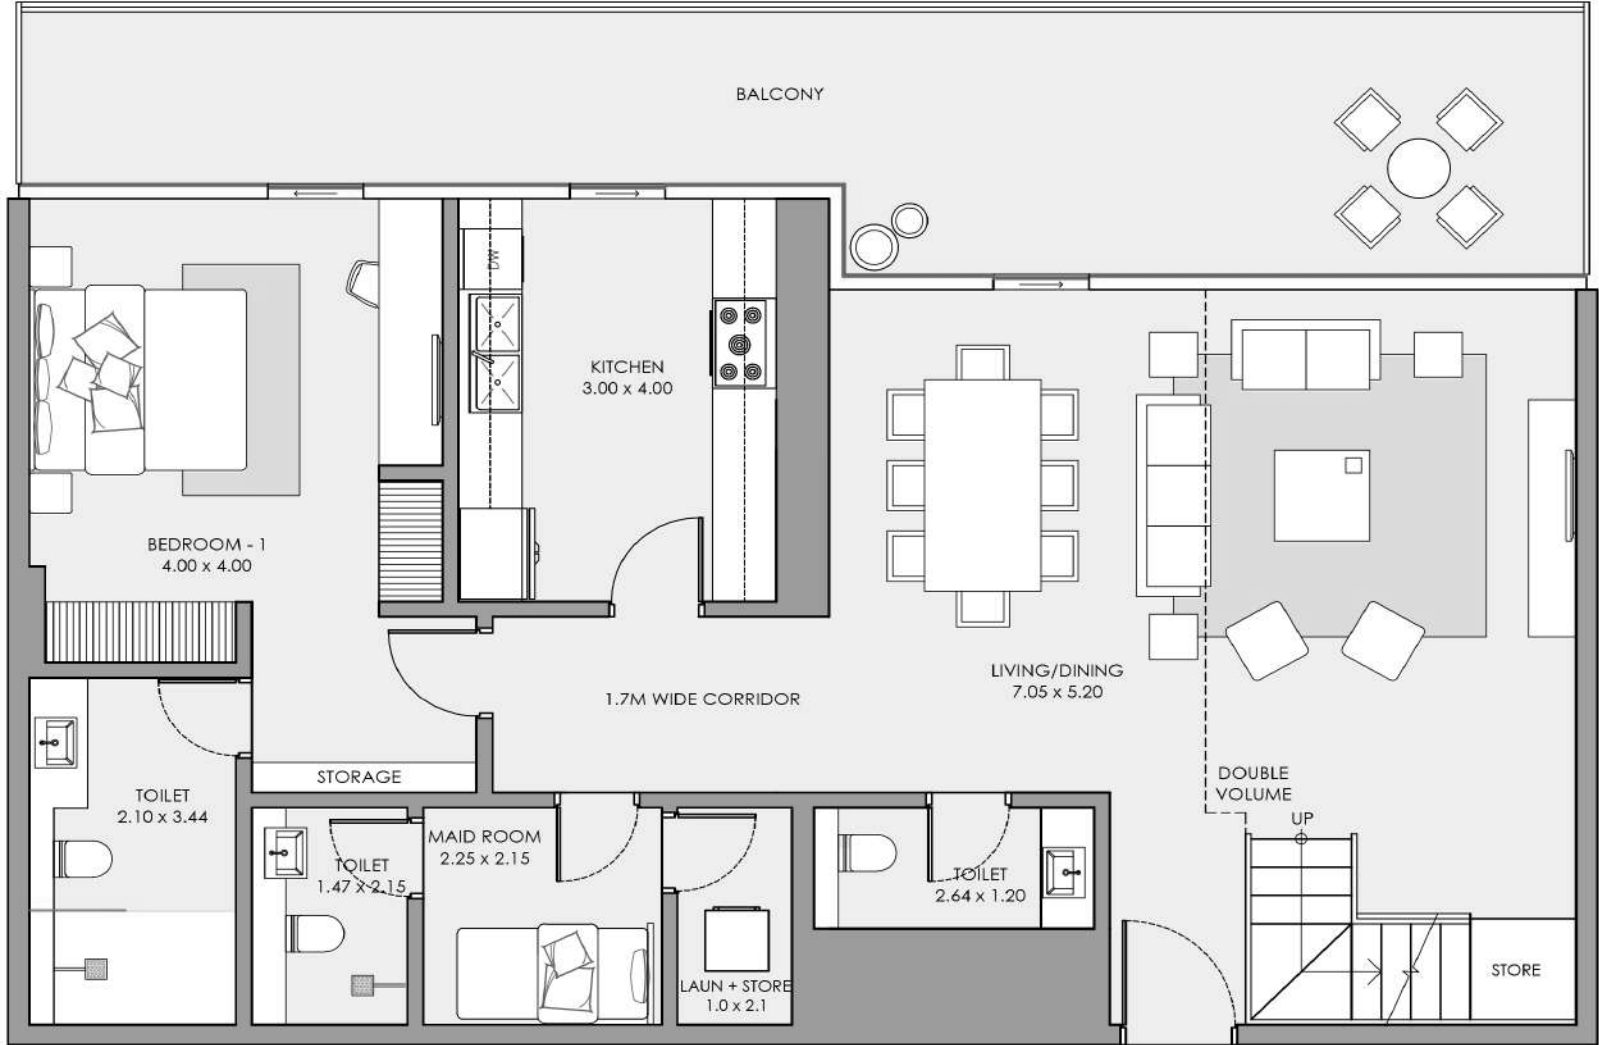 BALCONY
DW
KITCHEN
3.00 x 4.00
BEDROOM - 1
4.00 x 4.00
LIVING/DINING
7.05 x 5.20
1.7M WIDE CORRIDOR
STORAGE
DOUBLE
VOLUME
UP
TOILET
2.10 x 3.44
MAID ROOM
2.25 x 2.15
TOILET
1.47 x 2.15
TOILET
2.64 x 1.20
LAUN + STORE
1.0 x 2.1
STORE